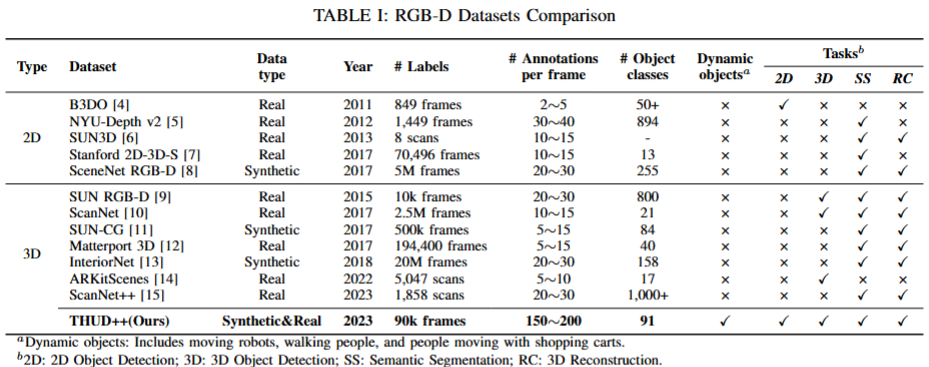 TABLE I: RGB-D Datasets Comparison
Type Dataset Data type Year # Labels # Annotations per frame # Object classes Dynamic objects^a Tasks^b 2D 3D SS RC
2D
B3DO [4] Real 2011 849 frames 2∼5 50+ × ✓ × × ×
NYU-Depth v2 [5] Real 2012 1,449 frames 30∼40 894 × × × ✓ ×
SUN3D [6] Real 2013 8 scans 10∼15 - × × × ✓ ✓
Stanford 2D-3D-S [7] Real 2017 70,496 frames 10∼15 13 × × × ✓ ×
SceneNet RGB-D [8] Synthetic 2017 5M frames 20∼30 255 × × × ✓ ✓
3D
SUN RGB-D [9] Real 2015 10k frames 20∼30 800 × × ✓ ✓ ✓
ScanNet [10] Real 2017 2.5M frames 10∼15 21 × × ✓ ✓ ✓
SUN-CG [11] Synthetic 2017 500k frames 5∼15 84 × × × ✓ ✓
Matterport 3D [12] Real 2017 194,400 frames 5∼15 40 × × × ✓ ✓
InteriorNet [13] Synthetic 2018 20M frames 20∼30 158 × × × ✓ ✓
ARKitScenes [14] Real 2022 5,047 scans 5∼10 17 × × ✓ × ×
ScanNet++ [15] Real 2023 1,858 scans 20∼30 1,000+ × × × ✓ ✓
THUD++(Ours) Synthetic&Real 2023 90k frames 150∼200 91 ✓ ✓ ✓ ✓ ✓
^a Dynamic objects: Includes moving robots, walking people, and people moving with shopping carts.
^b 2D: 2D Object Detection; 3D: 3D Object Detection; SS: Semantic Segmentation; RC: 3D Reconstruction.